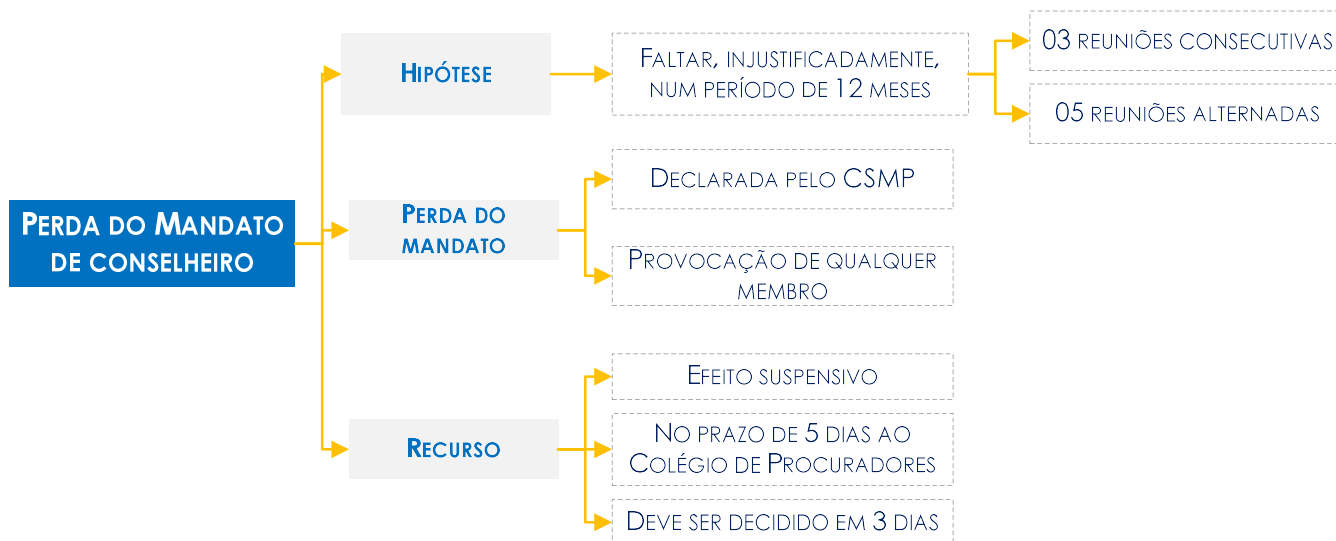 PERDA DO MANDATO
DE CONSELHEIRO
HIPÓTESE
FALTAR, INJUSTIFICADAMENTE,
NUM PERÍODO DE 12 MESES
03 REUNIÕES CONSECUTIVAS
05 REUNIÕES ALTERNADAS
PERDA DO
MANDATO
DECLARADA PELO CSMP
PROVOCAÇÃO DE QUALQUER
MEMBRO
RECURSO
EFEITO SUSPENSIVO
NO PRAZO DE 5 DIAS AO
COLÉGIO DE PROCURADORES
DEVE SER DECIDIDO EM 3 DIAS